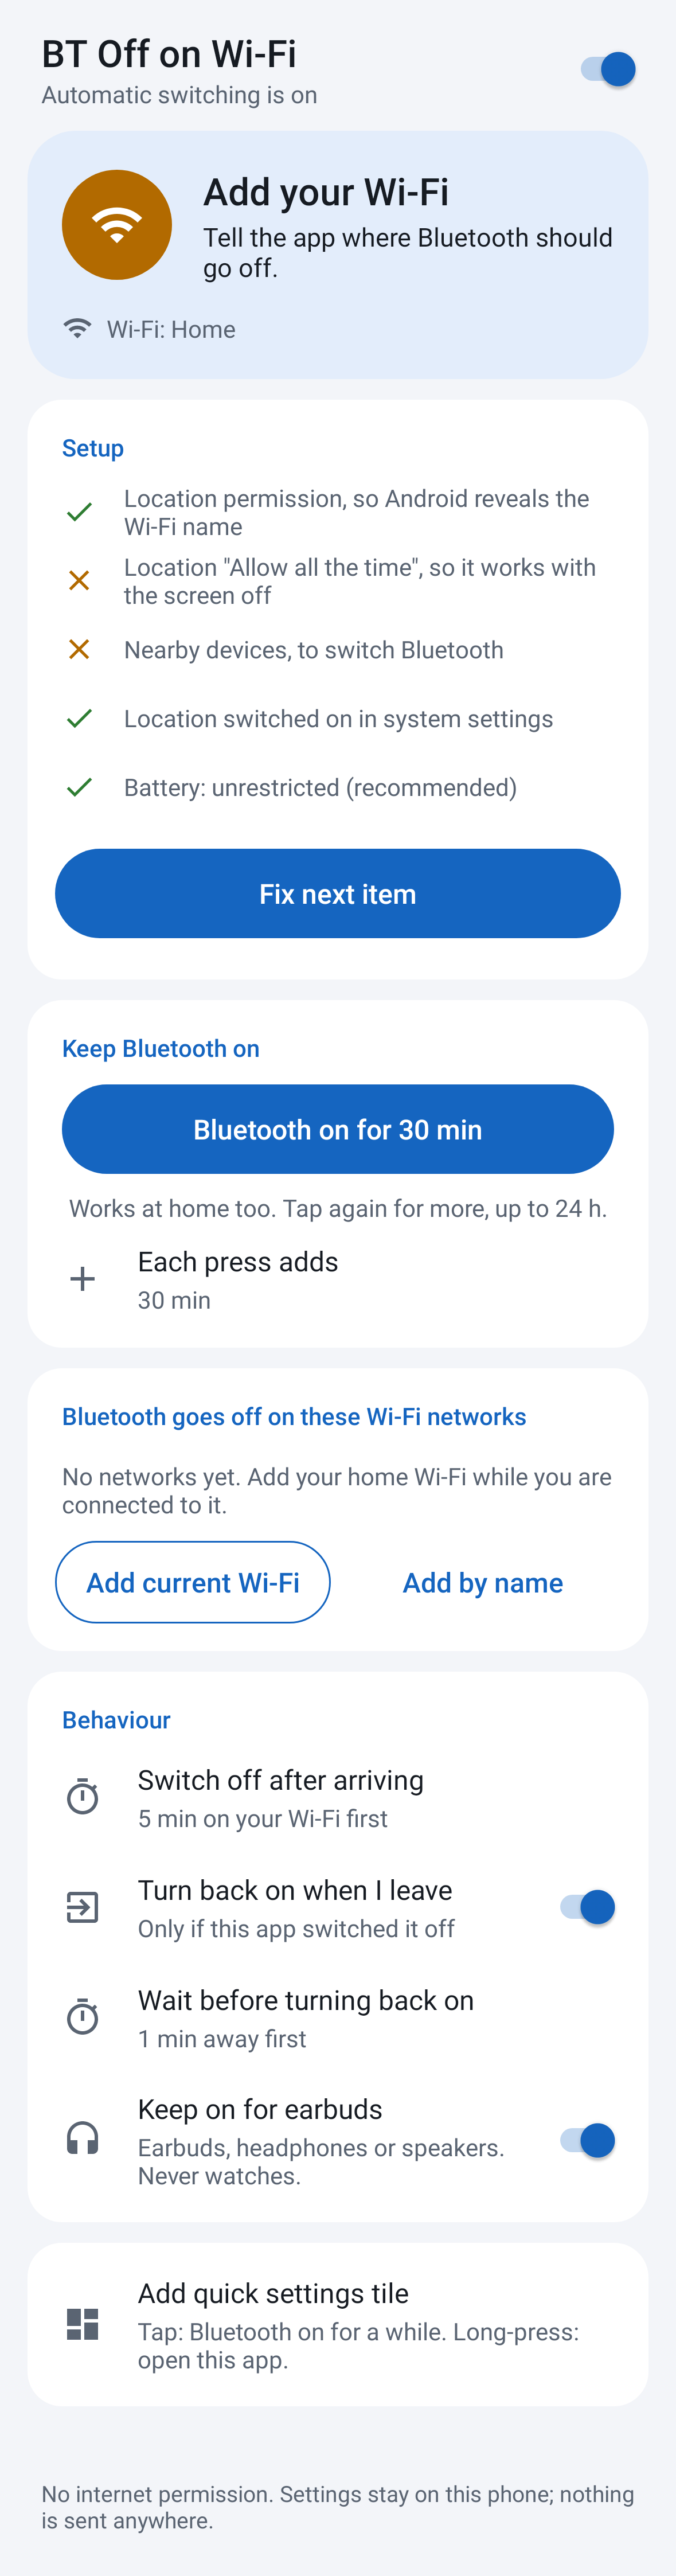 BT Off on Wi-Fi
Automatic switching is on
Add your Wi-Fi
Tell the app where Bluetooth should
go off.
Wi-Fi: Home
Setup
Location permission, so Android reveals the
Wi-Fi name
Location "Allow all the time", so it works with
the screen off
Nearby devices, to switch Bluetooth
Location switched on in system settings
Battery: unrestricted (recommended)
Fix next item
Keep Bluetooth on
Bluetooth on for 30 min
Works at home too. Tap again for more, up to 24 h.
Each press adds
30 min
Bluetooth goes off on these Wi-Fi networks
No networks yet. Add your home Wi-Fi while you are
connected to it.
Add current Wi-Fi
Add by name
Behaviour
Switch off after arriving
5 min on your Wi-Fi first
Turn back on when I leave
Only if this app switched it off
Wait before turning back on
1 min away first
Keep on for earbuds
Earbuds, headphones or speakers.
Never watches.
Add quick settings tile
Tap: Bluetooth on for a while. Long-press:
open this app.
No internet permission. Settings stay on this phone; nothing
is sent anywhere.